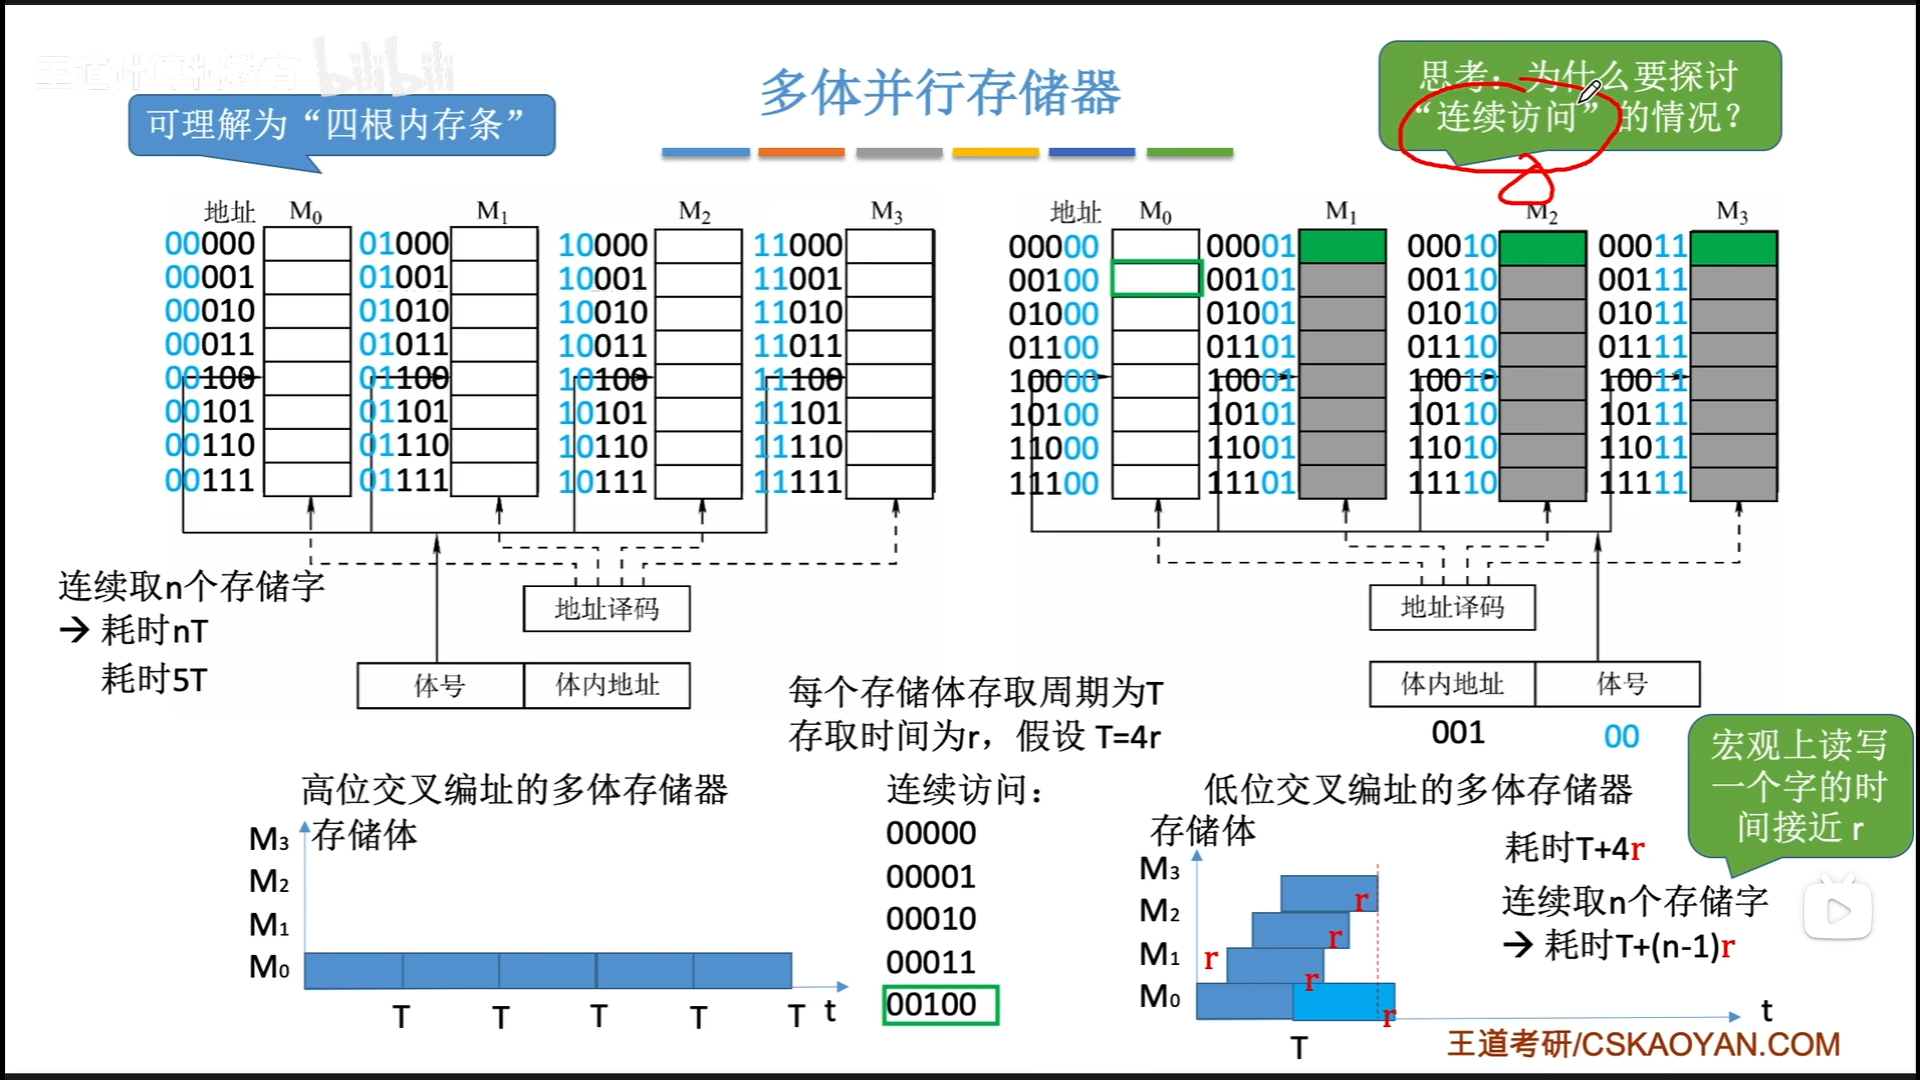 王道计算机教育 bilibili
多体并行存储器
可理解为“四根内存条”
思考：为什么要探讨
“连续访问”的情况？
地址 M0 M1 M2 M3
00000 01000 10000 11000
00001 01001 10001 11001
00010 01010 10010 11010
00011 01011 10011 11011
00100 01100 10100 11100
00101 01101 10101 11101
00110 01110 10110 11110
00111 01111 10111 11111
地址译码
体号 体内地址
连续取n个存储字
→ 耗时nT
耗时5T
地址 M0 M1 M2 M3
00000 00001 00010 00011
00100 00101 00110 00111
01000 01001 01010 01011
01100 01101 01110 01111
10000 10001 10010 10011
10100 10101 10110 10111
11000 11001 11010 11011
11100 11101 11110 11111
地址译码
体内地址 体号
001 00
每个存储体存取周期为T
存取时间为r，假设 T=4r
高位交叉编址的多体存储器
存储体
M3
M2
M1
M0
T T T T T t
连续访问：
00000
00001
00010
00011
00100
低位交叉编址的多体存储器
存储体
M3 r
M2 r
M1 r r
M0 r
T t
宏观上读写
一个字的时
间接近 r
耗时T+4r
连续取n个存储字
→ 耗时T+(n-1)r
王道考研/CSKAOYAN.COM